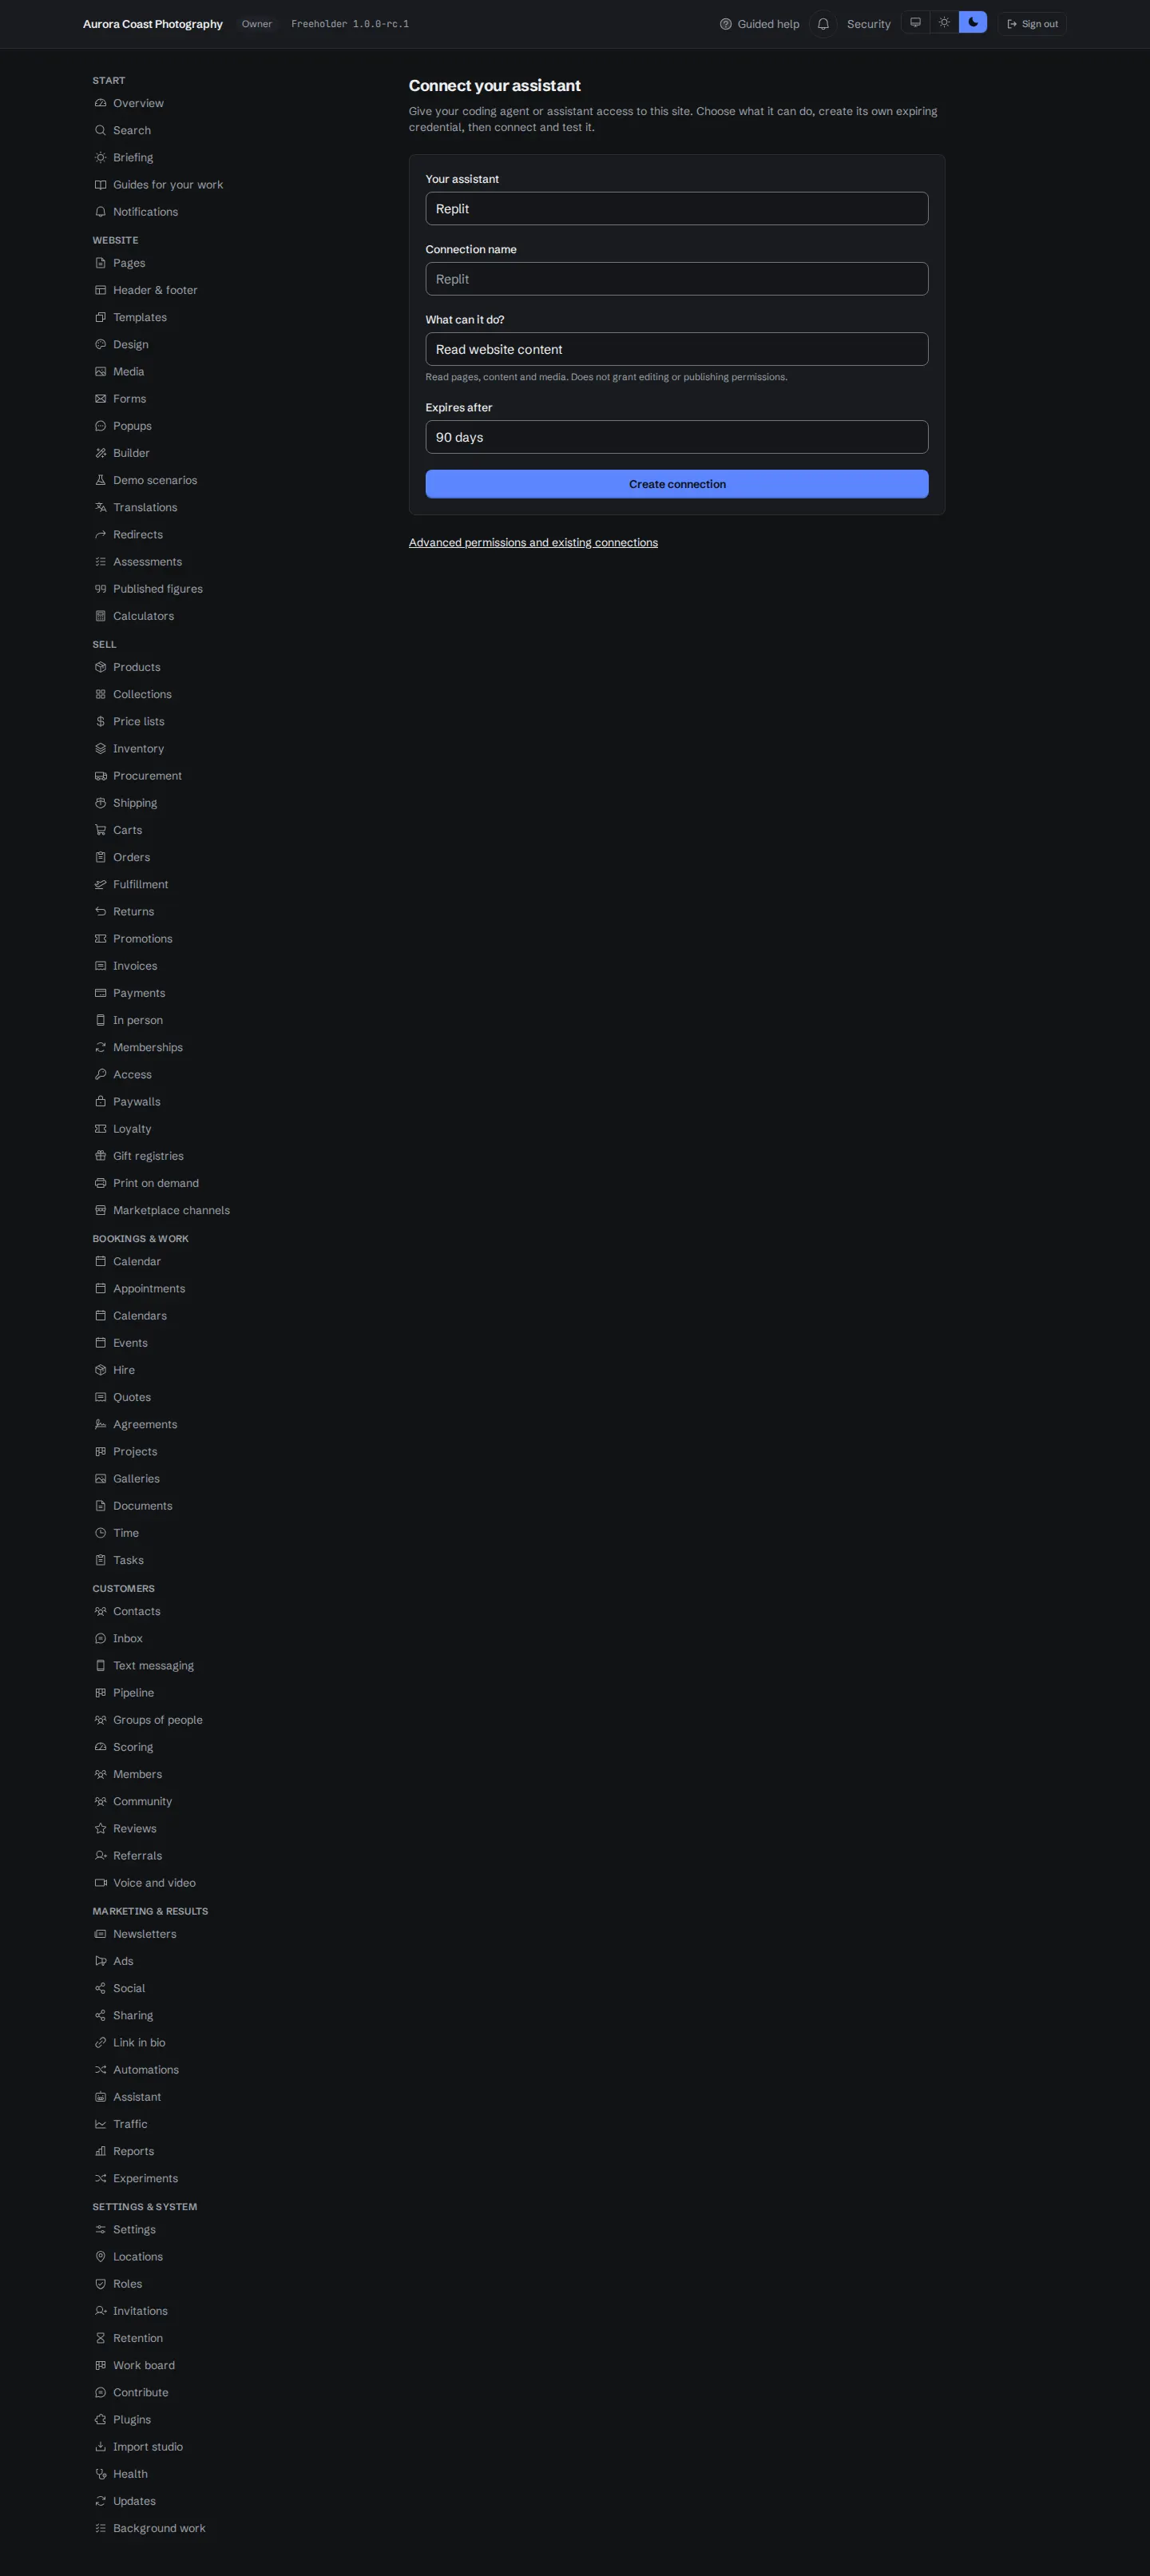 Aurora Coast Photography
Owner
Freeholder 1.0.0-rc.1
Guided help
Security
Sign out
START
Overview
Search
Briefing
Guides for your work
Notifications
WEBSITE
Pages
Header & footer
Templates
Design
Media
Forms
Popups
Builder
Demo scenarios
Translations
Redirects
Assessments
Published figures
Calculators
SELL
Products
Collections
Price lists
Inventory
Procurement
Shipping
Carts
Orders
Fulfillment
Returns
Promotions
Invoices
Payments
In person
Memberships
Access
Paywalls
Loyalty
Gift registries
Print on demand
Marketplace channels
BOOKINGS & WORK
Calendar
Appointments
Calendars
Events
Hire
Quotes
Agreements
Projects
Galleries
Documents
Time
Tasks
CUSTOMERS
Contacts
Inbox
Text messaging
Pipeline
Groups of people
Scoring
Members
Community
Reviews
Referrals
Voice and video
MARKETING & RESULTS
Newsletters
Ads
Social
Sharing
Link in bio
Automations
Assistant
Traffic
Reports
Experiments
SETTINGS & SYSTEM
Settings
Locations
Roles
Invitations
Retention
Work board
Contribute
Plugins
Import studio
Health
Updates
Background work
Connect your assistant
Give your coding agent or assistant access to this site. Choose what it can do, create its own expiring
credential, then connect and test it.
Your assistant
Replit
Connection name
Replit
What can it do?
Read website content
Read pages, content and media. Does not grant editing or publishing permissions.
Expires after
90 days
Create connection
Advanced permissions and existing connections